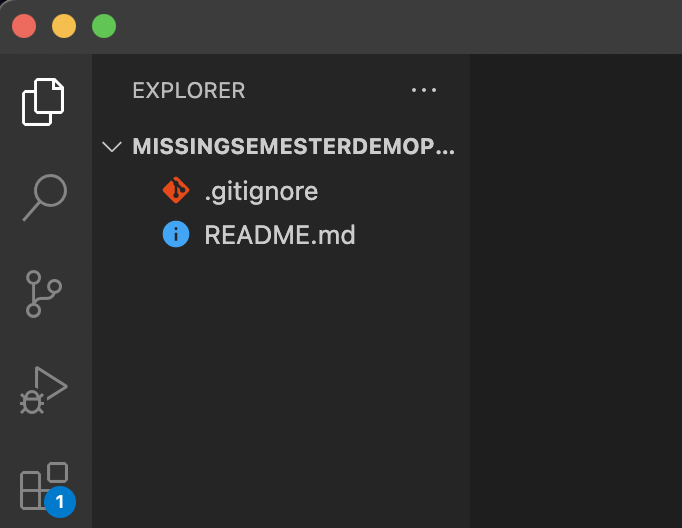 EXPLORER
MISSINGSEMESTERDEMOP...
.gitignore
README.md
1